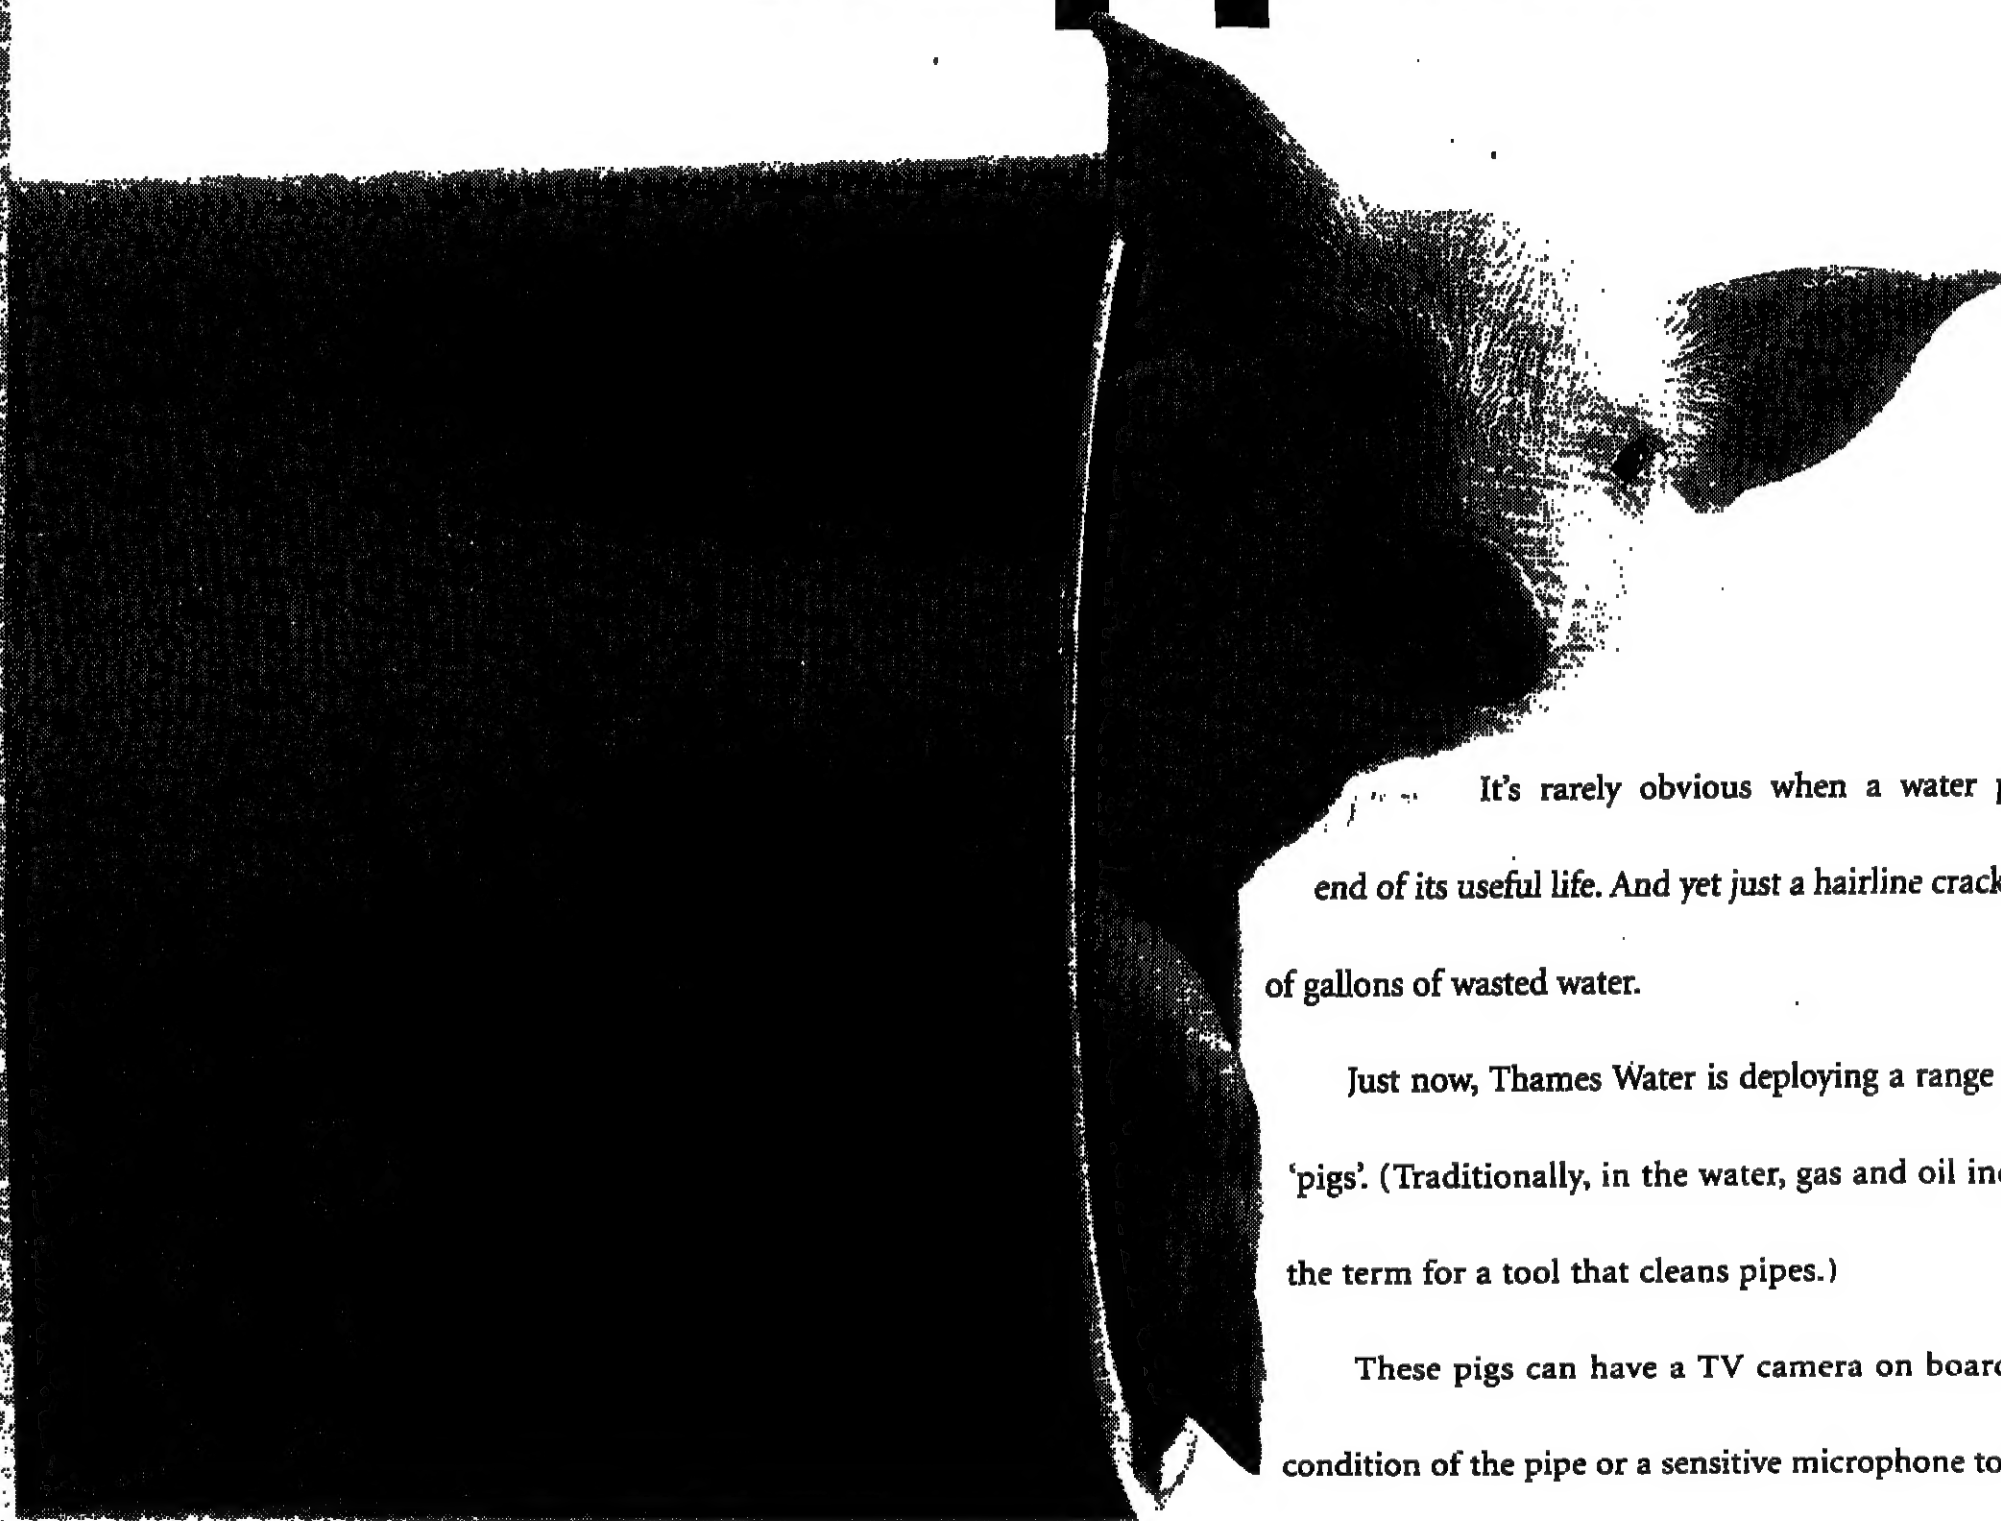 It's rarely obvious when a water
end of its useful life. And yet just a hairline crack
of gallons of wasted water.
Just now, Thames Water is deploying a range
'pigs'. (Traditionally, in the water, gas and oil
the term for a tool that cleans pipes.)
These pigs can have a TV camera on board
condition of the pipe or a sensitive microphone to